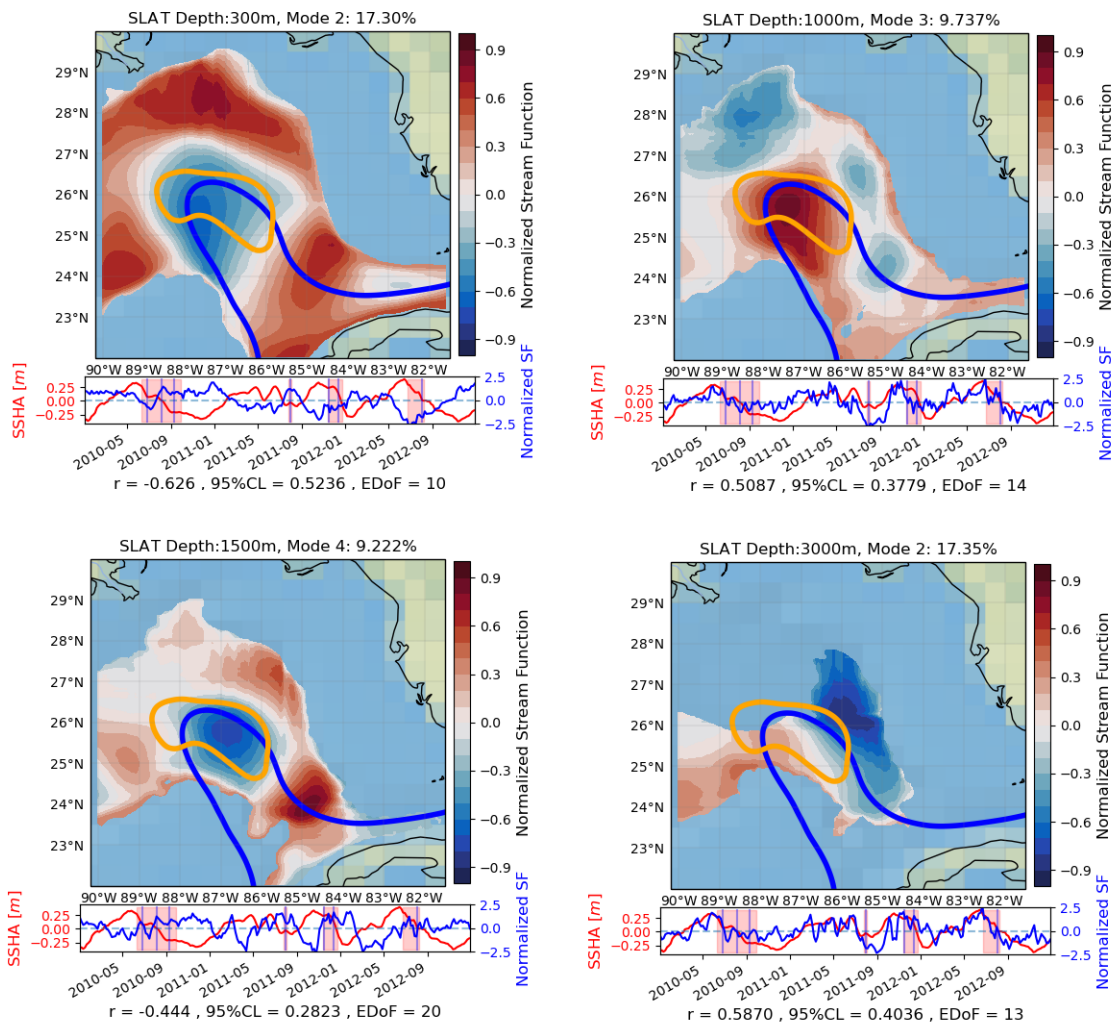 SLAT Depth:300m, Mode 2: 17.30%
29°N
28°N
27°N
26°N
25°N
24°N
23°N
90°W 89°W 88°W 87°W 86°W 85°W 84°W 83°W 82°W
0.9
0.6
0.3
0.0
−0.3
−0.6
−0.9
Normalized Stream Function
SSHA [m]
0.25
−0.25
2.5
0.0
−2.5
Normalized SF
2010-05
2010-09
2011-01
2011-05
2011-09
2012-01
2012-05
2012-09
r = -0.626 , 95%CL = 0.5236 , EDoF = 10
SLAT Depth:1000m, Mode 3: 9.737%
29°N
28°N
27°N
26°N
25°N
24°N
23°N
90°W 89°W 88°W 87°W 86°W 85°W 84°W 83°W 82°W
0.9
0.6
0.3
0.0
−0.3
−0.6
−0.9
Normalized Stream Function
SSHA [m]
0.25
−0.25
2.5
0.0
−2.5
Normalized SF
2010-05
2010-09
2011-01
2011-05
2011-09
2012-01
2012-05
2012-09
r = 0.5087 , 95%CL = 0.3779 , EDoF = 14
SLAT Depth:1500m, Mode 4: 9.222%
29°N
28°N
27°N
26°N
25°N
24°N
23°N
90°W 89°W 88°W 87°W 86°W 85°W 84°W 83°W 82°W
0.9
0.6
0.3
0.0
−0.3
−0.6
−0.9
Normalized Stream Function
SSHA [m]
0.25
0.00
−0.25
2.5
0.0
−2.5
Normalized SF
2010-05
2010-09
2011-01
2011-05
2011-09
2012-01
2012-05
2012-09
r = -0.444 , 95%CL = 0.2823 , EDoF = 20
SLAT Depth:3000m, Mode 2: 17.35%
29°N
28°N
27°N
26°N
25°N
24°N
23°N
90°W 89°W 88°W 87°W 86°W 85°W 84°W 83°W 82°W
0.9
0.6
0.3
0.0
−0.3
−0.6
−0.9
Normalized Stream Function
SSHA [m]
0.25
0.00
−0.25
2.5
0.0
−2.5
Normalized SF
2010-05
2010-09
2011-01
2011-05
2011-09
2012-01
2012-05
2012-09
r = 0.5870 , 95%CL = 0.4036 , EDoF = 13